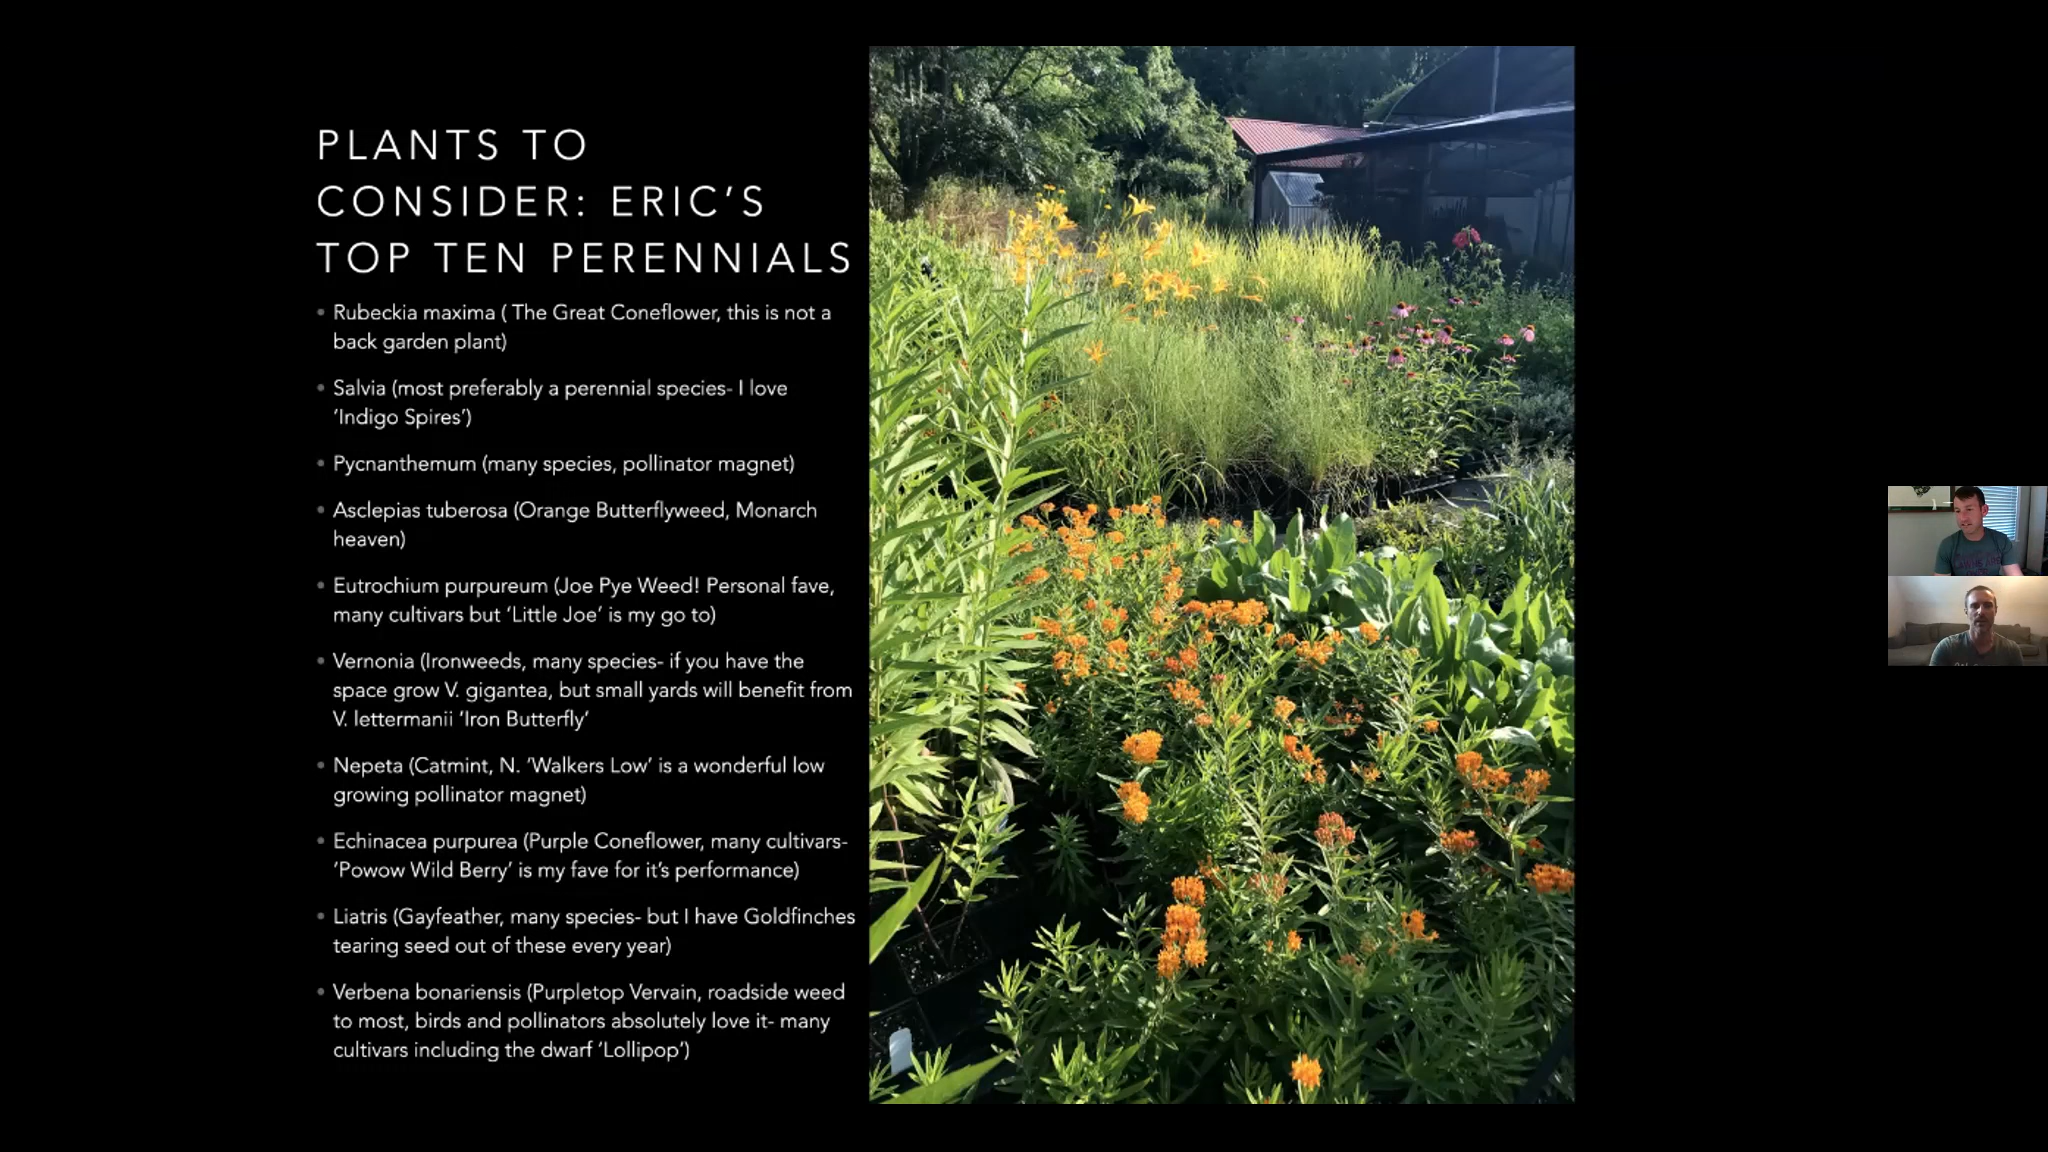 PLANTS TO
CONSIDER: ERIC’S
TOP TEN PERENNIALS
• Rubeckia maxima ( The Great Coneflower, this is not a
back garden plant)
• Salvia (most preferably a perennial species- I love
‘Indigo Spires’)
• Pycnanthemum (many species, pollinator magnet)
• Asclepias tuberosa (Orange Butterflyweed, Monarch
heaven)
• Eutrochium purpureum (Joe Pye Weed! Personal fave,
many cultivars but ‘Little Joe’ is my go to)
• Vernonia (Ironweeds, many species- if you have the
space grow V. gigantea, but small yards will benefit from
V. lettermanii ‘Iron Butterfly’
• Nepeta (Catmint, N. ‘Walkers Low’ is a wonderful low
growing pollinator magnet)
• Echinacea purpurea (Purple Coneflower, many cultivars-
‘Powow Wild Berry’ is my fave for it’s performance)
• Liatris (Gayfeather, many species- but I have Goldfinches
tearing seed out of these every year)
• Verbena bonariensis (Purpletop Vervain, roadside weed
to most, birds and pollinators absolutely love it- many
cultivars including the dwarf ‘Lollipop’)